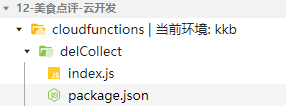 12-美食点评-云开发
cloudfunctions | 当前环境: kkb
delCollect
index.js
package.json